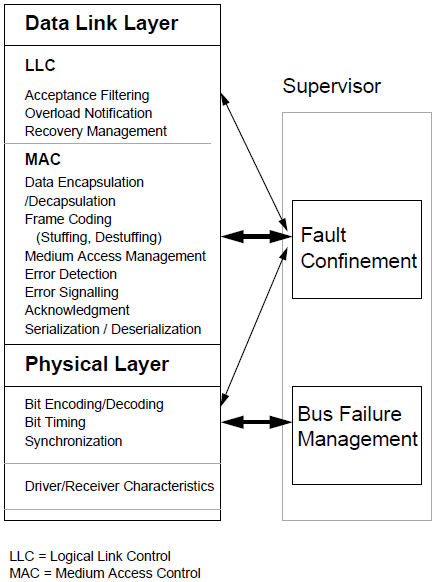 Data Link Layer
LLC
Acceptance Filtering
Overload Notification
Recovery Management
MAC
Data Encapsulation
/Decapsulation
Frame Coding
(Stuffing, Destuffing)
Medium Access Management
Error Detection
Error Signalling
Acknowledgment
Serialization / Deserialization
Physical Layer
Bit Encoding/Decoding
Bit Timing
Synchronization
Driver/Receiver Characteristics
Supervisor
Fault
Confinement
Bus Failure
Management
LLC = Logical Link Control
MAC = Medium Access Control